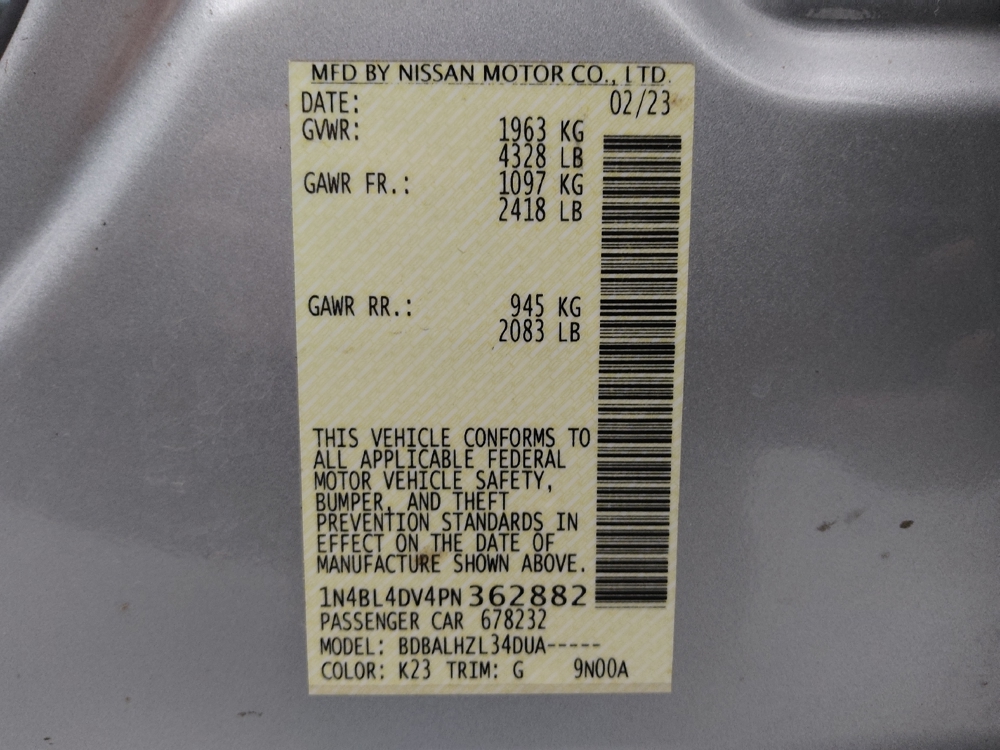 MFD BY NISSAN MOTOR CO., LTD.
DATE: 02/23
GVWR: 1963 KG
4328 LB
GAWR FR.: 1097 KG
2418 LB
GAWR RR.: 945 KG
2083 LB
THIS VEHICLE CONFORMS TO
ALL APPLICABLE FEDERAL
MOTOR VEHICLE SAFETY,
BUMPER, AND THEFT
PREVENTION STANDARDS IN
EFFECT ON THE DATE OF
MANUFACTURE SHOWN ABOVE.
1N4BL4DV4PN362882
PASSENGER CAR 678232
MODEL: BDBALHZL34DUA-----
COLOR: K23 TRIM: G 9N00A